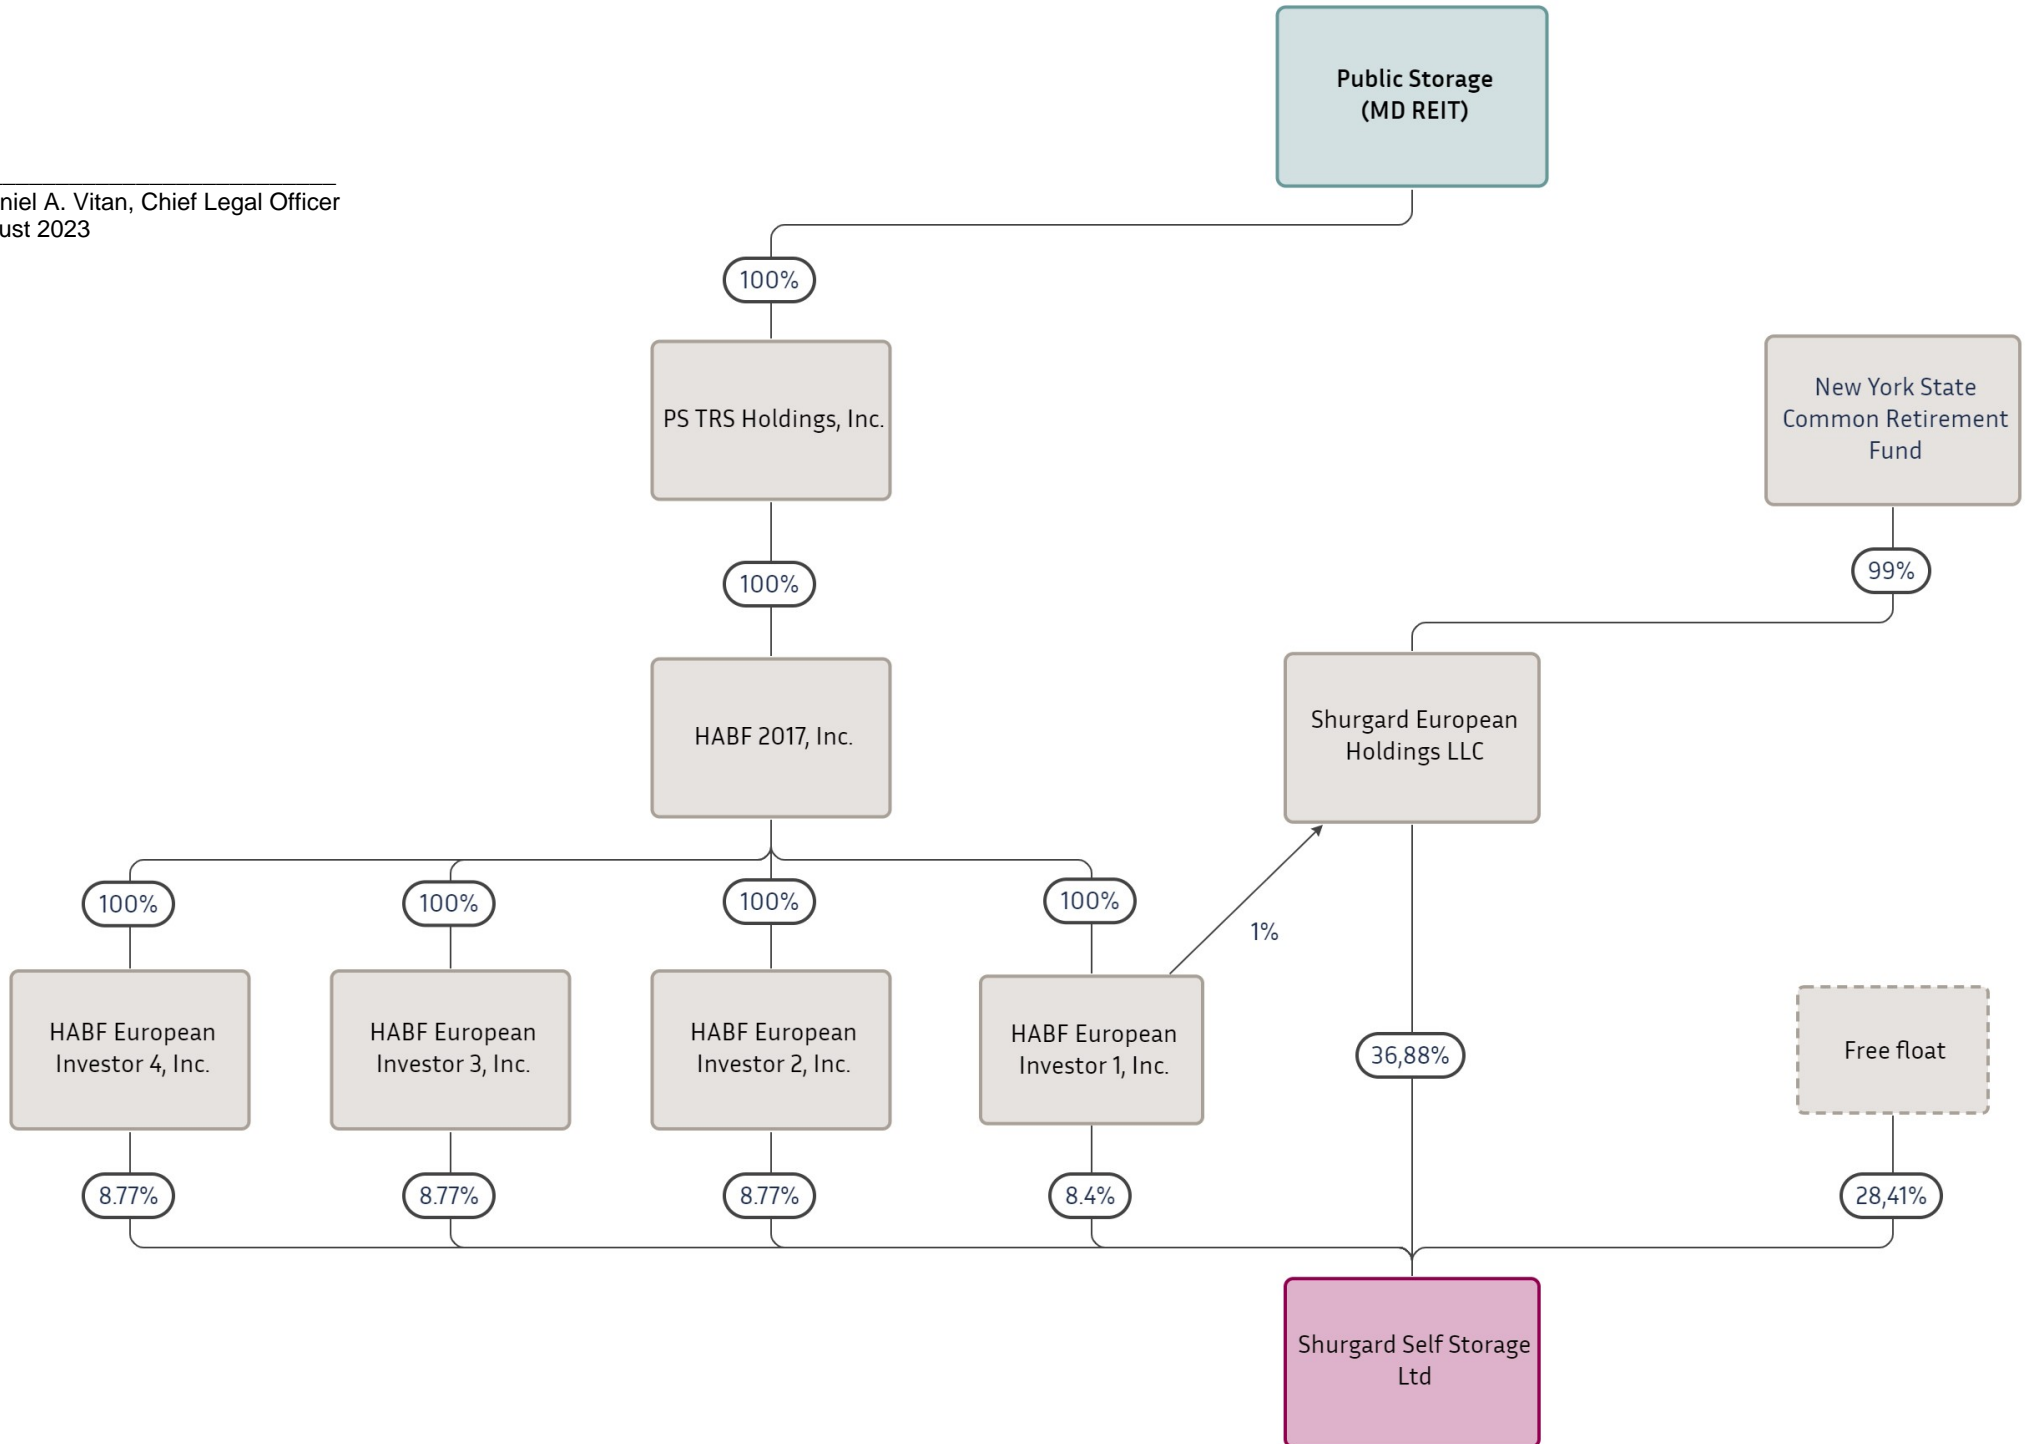 Public Storage
(MD REIT)
niel A. Vitan, Chief Legal Officer
ust 2023
100%
PS TRS Holdings, Inc.
New York State
Common Retirement
Fund
100%
99%
HABF 2017, Inc.
Shurgard European
Holdings LLC
100%
100%
100%
100%
1%
HABF European
Investor 4, Inc.
HABF European
Investor 3, Inc.
HABF European
Investor 2, Inc.
HABF European
Investor 1, Inc.
36,88%
Free float
8.77%
8.77%
8.77%
8.4%
28,41%
Shurgard Self Storage
Ltd